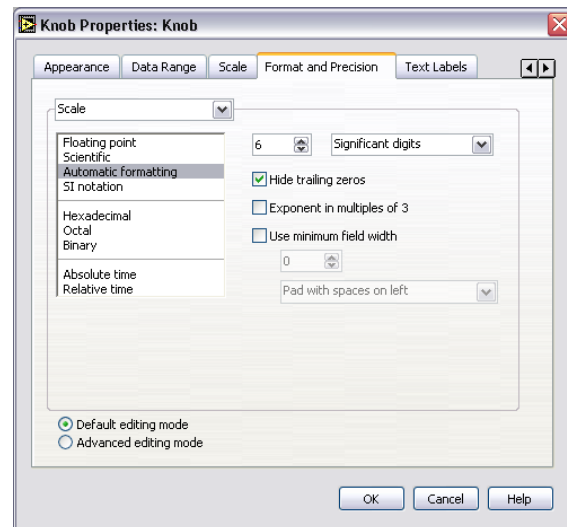 Knob Properties: Knob
Appearance Data Range Scale Format and Precision Text Labels
Scale
Floating point
Scientific
Automatic formatting
SI notation
Hexadecimal
Octal
Binary
Absolute time
Relative time
6 Significant digits
Hide trailing zeros
Exponent in multiples of 3
Use minimum field width
0
Pad with spaces on left
Default editing mode
Advanced editing mode
OK Cancel Help